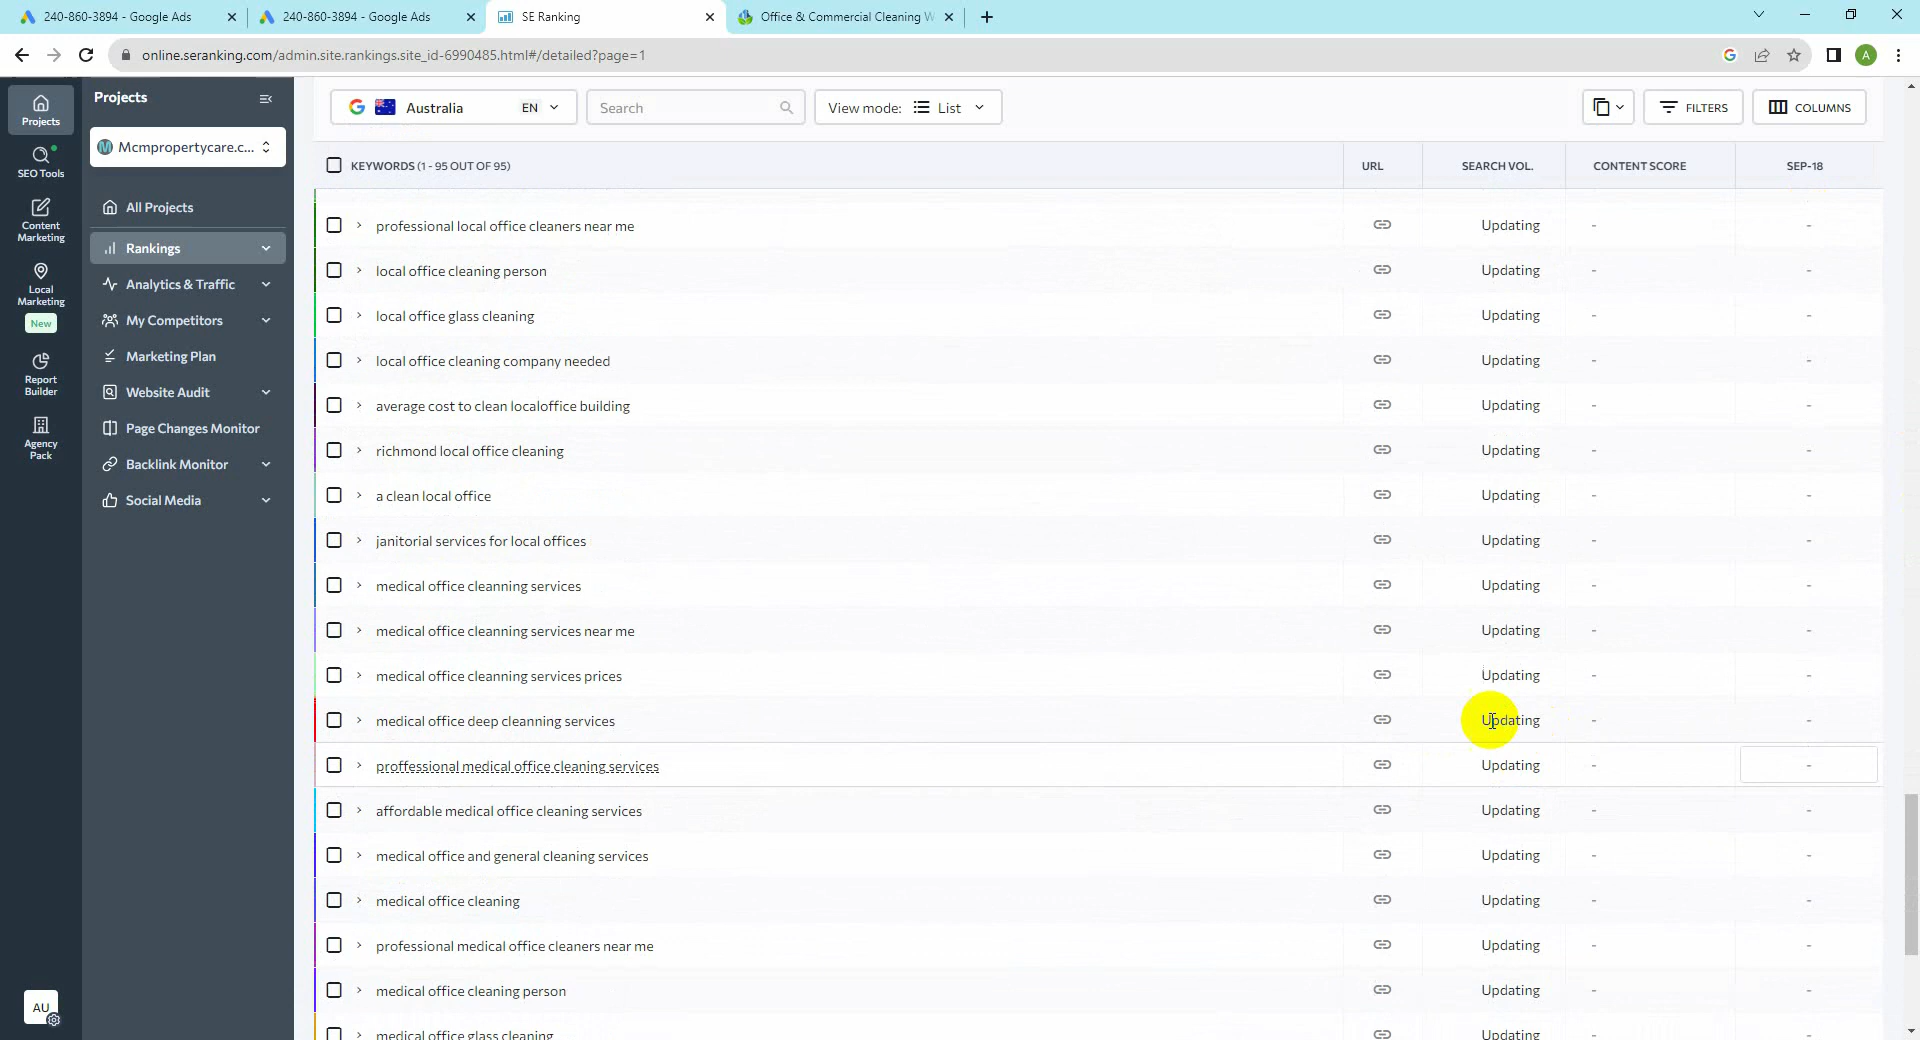 240-860-3894 - Google Ads
240-860-3894 - Google Ads
SE Ranking
Office & Commercial Cleaning W
online.seranking.com/admin.site.rankings.site_id-6990485.html#/detailed?page=1
A
Projects
SEO Tools
Content Marketing
Local Marketing
New
Report Builder
Agency Pack
AU
Projects
Mcmpropertycare.c...
All Projects
Rankings
Analytics & Traffic
My Competitors
Marketing Plan
Website Audit
Page Changes Monitor
Backlink Monitor
Social Media
Australia EN
Search
View mode: List
FILTERS
COLUMNS
KEYWORDS (1 - 95 OUT OF 95) URL SEARCH VOL. CONTENT SCORE SEP-18
professional local office cleaners near me Updating - -
local office cleaning person Updating - -
local office glass cleaning Updating - -
local office cleaning company needed Updating - -
average cost to clean localoffice building Updating - -
richmond local office cleaning Updating - -
a clean local office Updating - -
janitorial services for local offices Updating - -
medical office cleanning services Updating - -
medical office cleanning services near me Updating - -
medical office cleanning services prices Updating - -
medical office deep cleanning services Updating - -
proffessional medical office cleaning services Updating - -
affordable medical office cleaning services Updating - -
medical office and general cleaning services Updating - -
medical office cleaning Updating - -
professional medical office cleaners near me Updating - -
medical office cleaning person Updating - -
medical office glass cleaning Updating - -